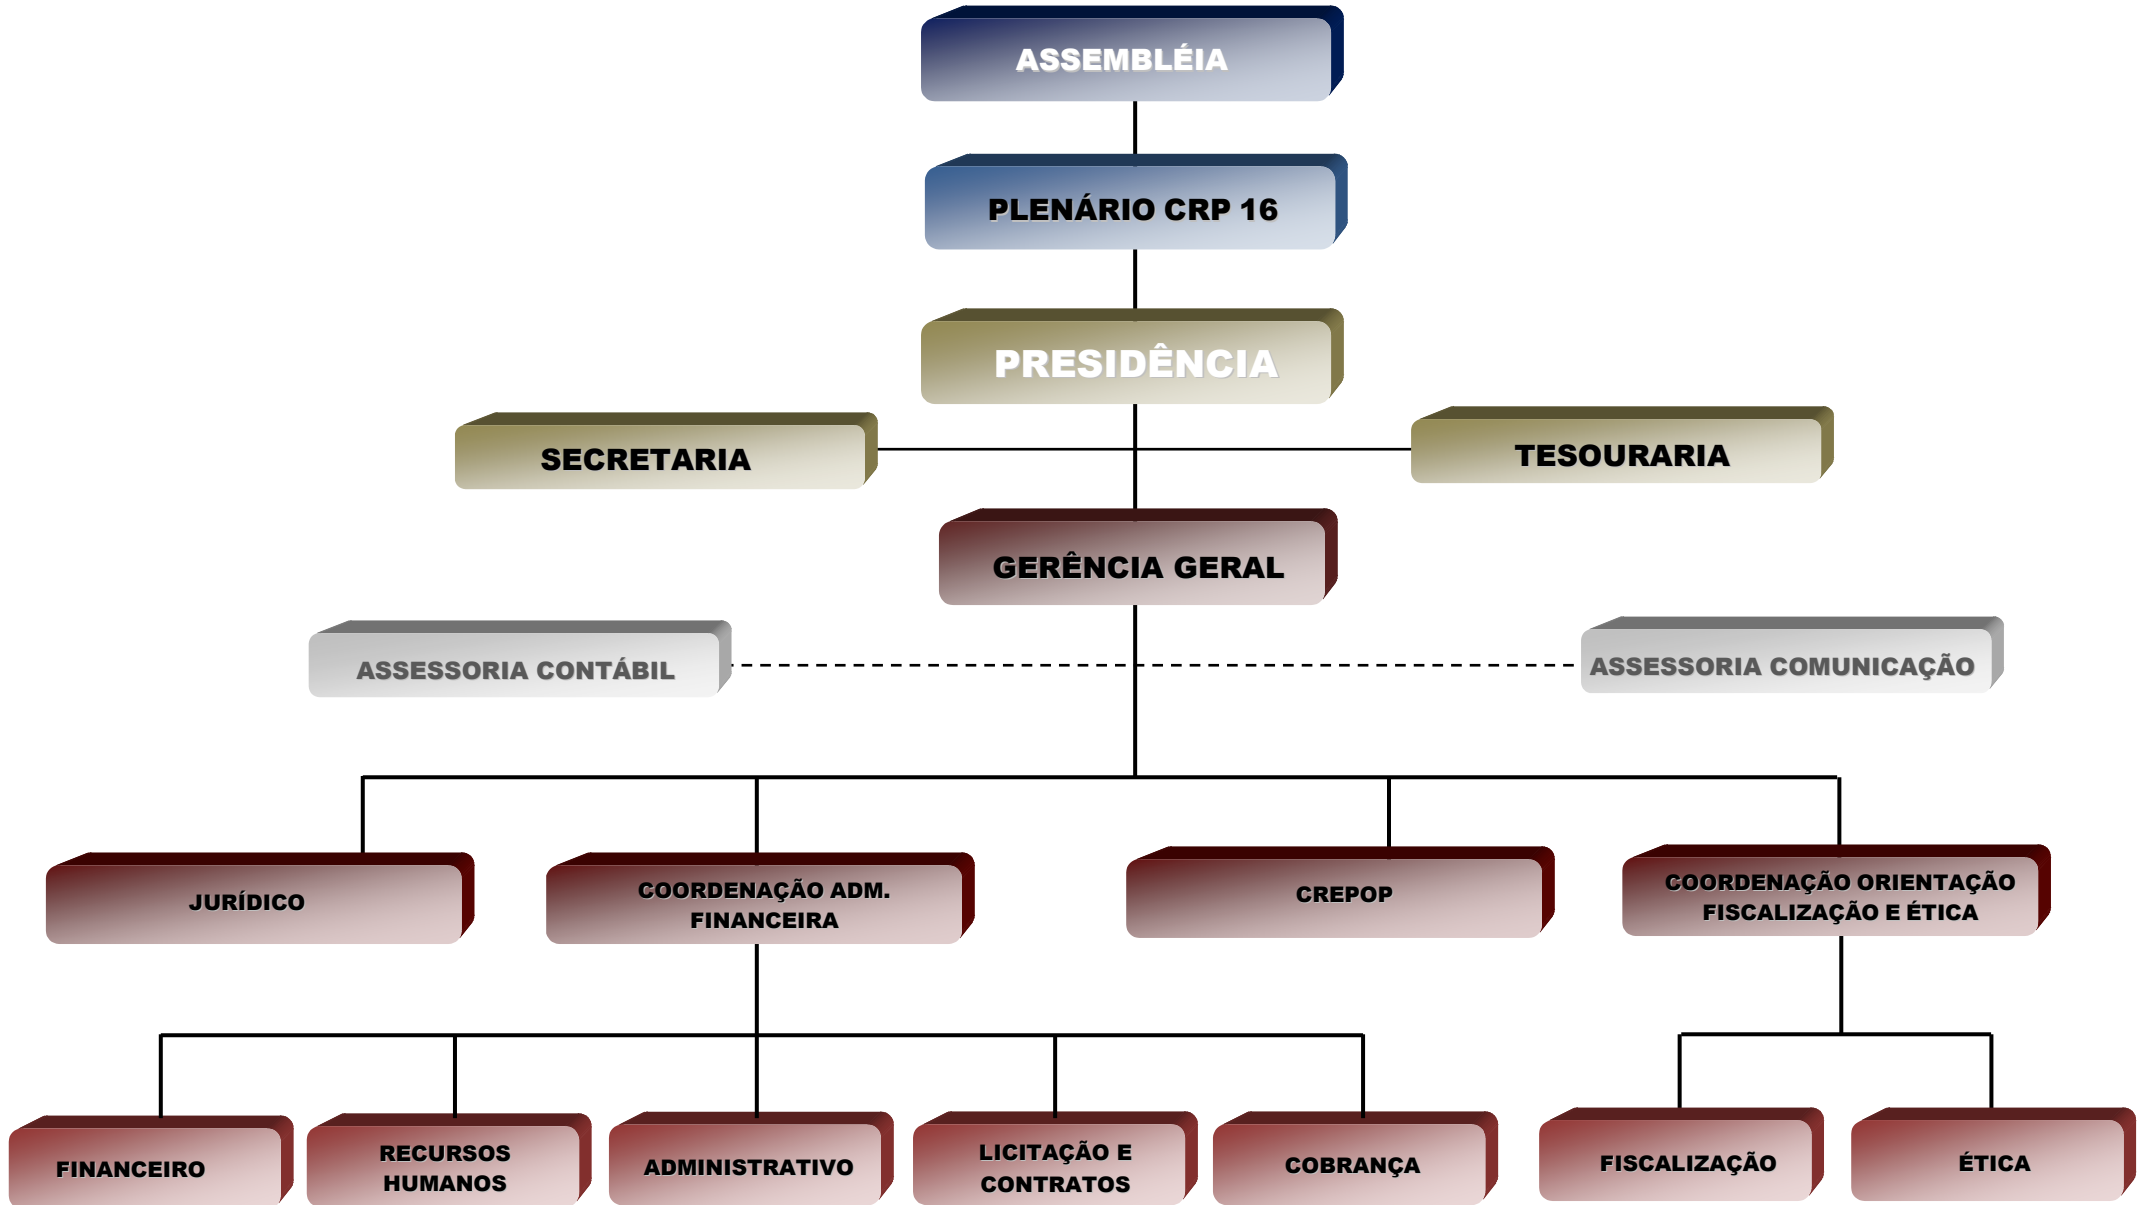 ASSEMBLÉIA
PLENÁRIO CRP 16
PRESIDÊNCIA
SECRETARIA
TESOURARIA
GERÊNCIA GERAL
ASSESSORIA CONTÁBIL
ASSESSORIA COMUNICAÇÃO
JURÍDICO
COORDENAÇÃO ADM.
FINANCEIRA
CREPOP
COORDENAÇÃO ORIENTAÇÃO
FISCALIZAÇÃO E ÉTICA
FINANCEIRO
RECURSOS
HUMANOS
ADMINISTRATIVO
LICITAÇÃO E
CONTRATOS
COBRANÇA
FISCALIZAÇÃO
ÉTICA